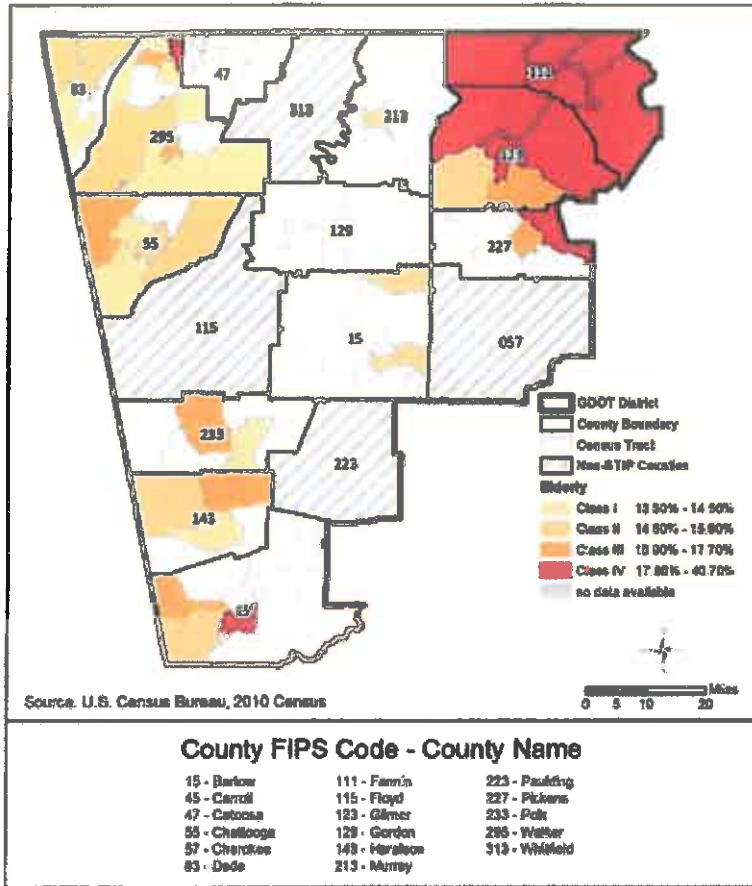 83
47
313
213
111
295
123
55
129
227
115
15
057
235
223
143
GDOT District
County Boundary
Census Tract
Non-STIP Counties
Elderly
Class I 13.50% - 14.50%
Class II 14.60% - 15.90%
Class III 16.00% - 17.70%
Class IV 17.80% - 40.70%
no data available
Miles
0 5 10 20
Source. U.S. Census Bureau, 2010 Census
County FIPS Code - County Name
15 - Bartow 111 - Fannin 223 - Paulding
45 - Carroll 115 - Floyd 227 - Pickens
47 - Catoosa 123 - Gilmer 233 - Polk
55 - Chattooga 129 - Gordon 295 - Walker
57 - Cherokee 143 - Haralson 313 - Whitfield
83 - Dade 213 - Murray